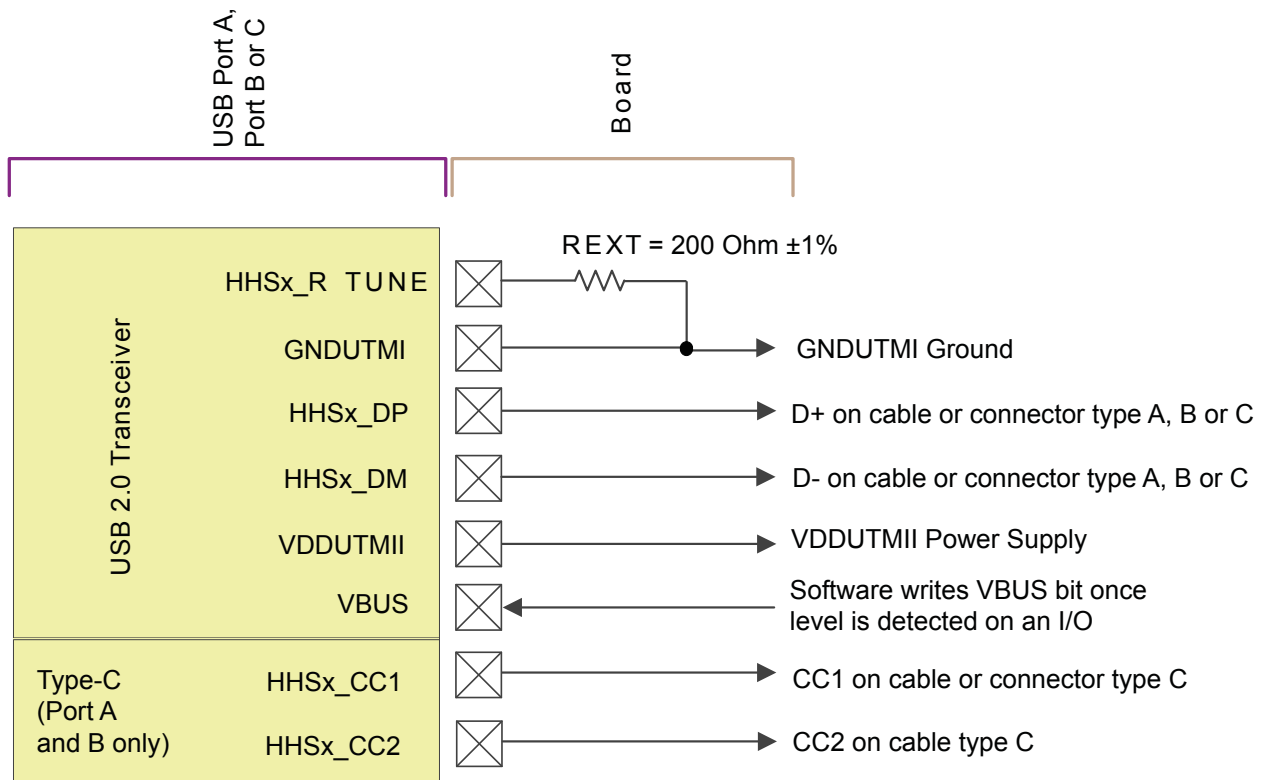 USB Port A,
Port B or C
Board
REXT = 200 Ohm ±1%
HHSx_R TUNE
GNDUTMI
GNDUTMI Ground
HHSx_DP
D+ on cable or connector type A, B or C
HHSx_DM
D- on cable or connector type A, B or C
USB 2.0 Transceiver
VDDUTMII
VDDUTMII Power Supply
VBUS
Software writes VBUS bit once
level is detected on an I/O
Type-C
(Port A
and B only)
HHSx_CC1
CC1 on cable or connector type C
HHSx_CC2
CC2 on cable type C